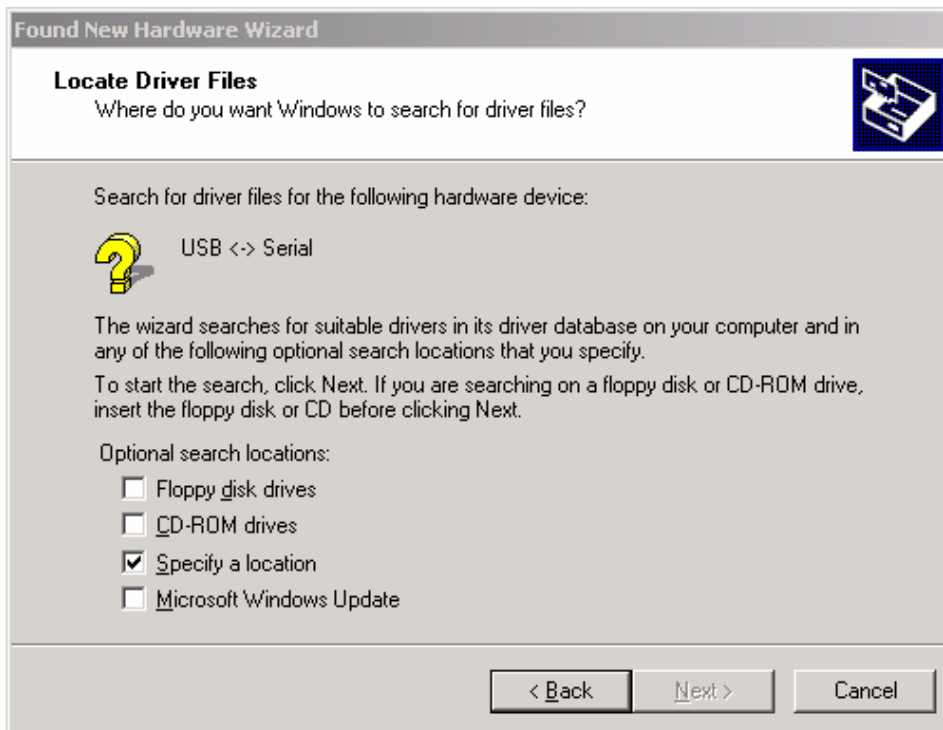 Found New Hardware Wizard
Locate Driver Files
Where do you want Windows to search for driver files?
Search for driver files for the following hardware device:
USB <-> Serial
The wizard searches for suitable drivers in its driver database on your computer and in
any of the following optional search locations that you specify.
To start the search, click Next. If you are searching on a floppy disk or CD-ROM drive,
insert the floppy disk or CD before clicking Next.
Optional search locations:
Floppy disk drives
CD-ROM drives
Specify a location
Microsoft Windows Update
< Back Next > Cancel